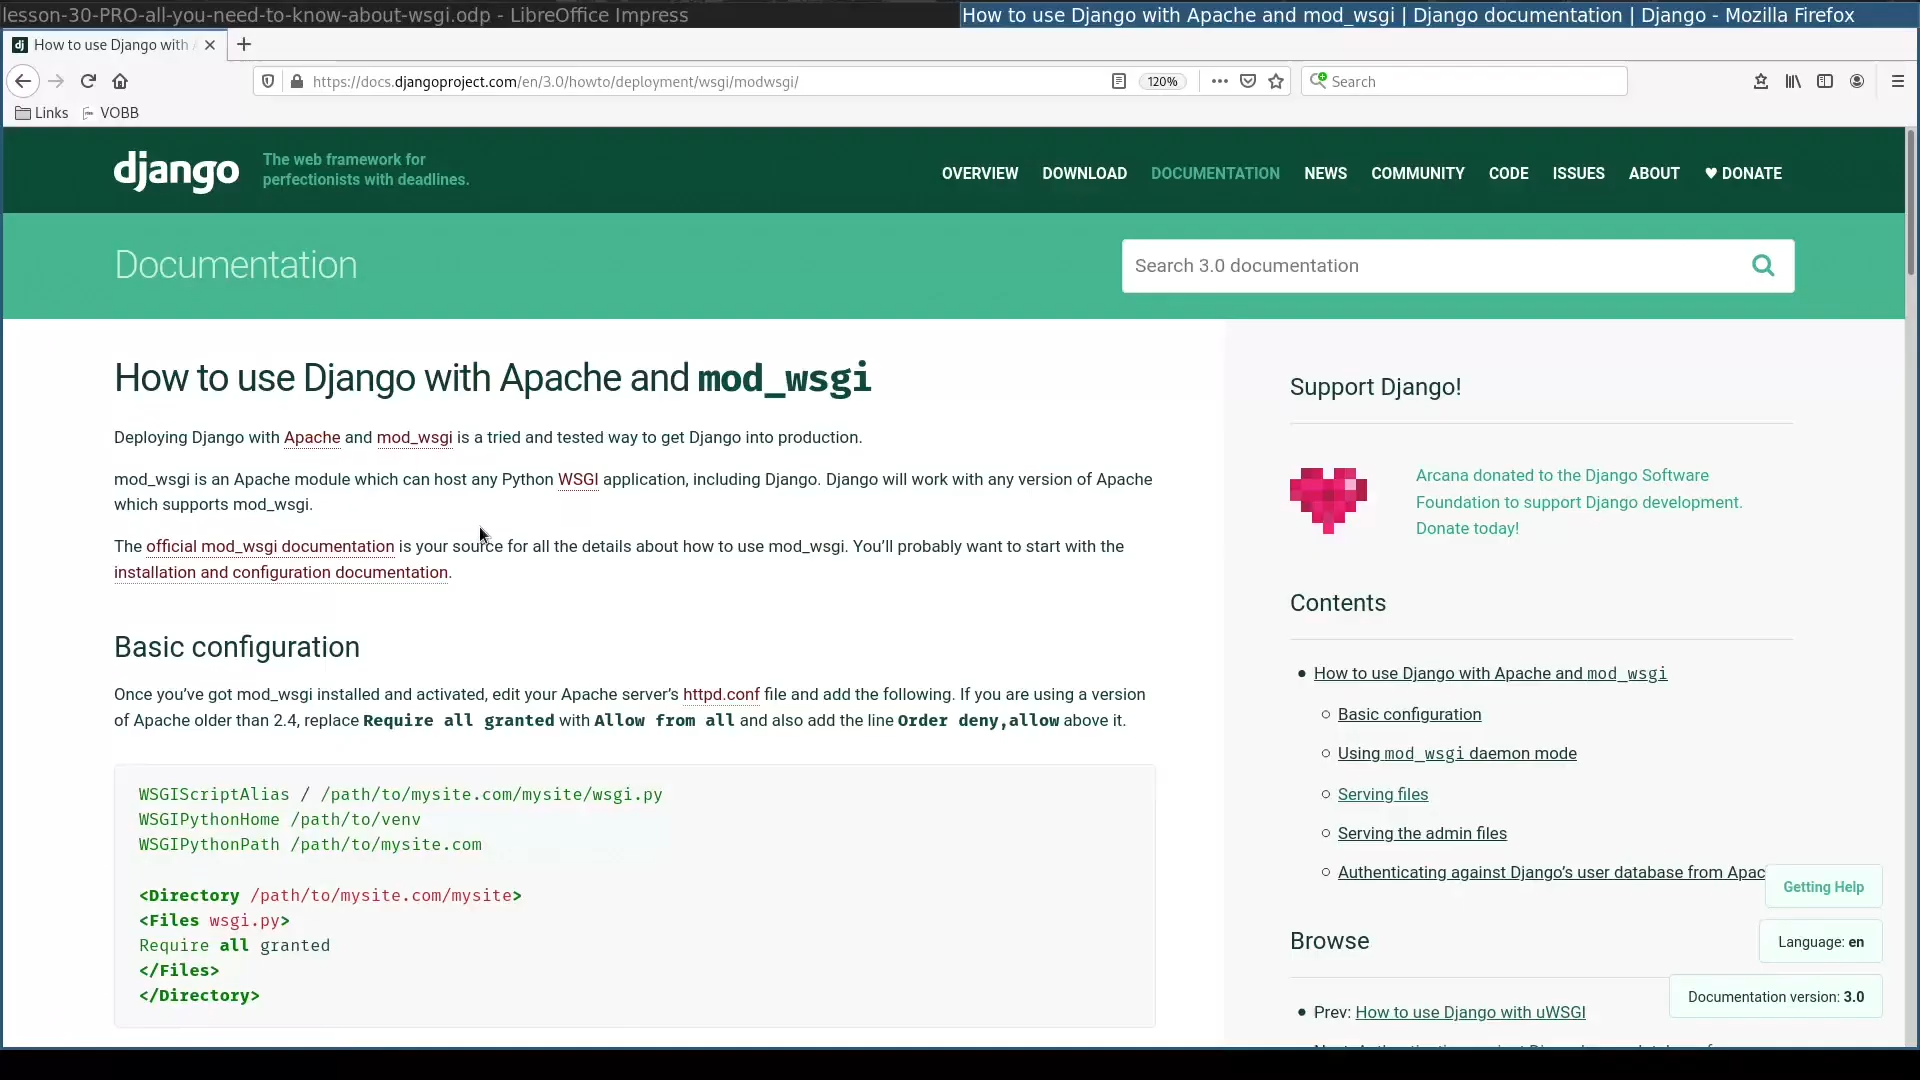 lesson-30-PRO-all-you-need-to-know-about-wsgi.odp - LibreOffice Impress
How to use Django with Apache and mod_wsgi | Django documentation | Django - Mozilla Firefox
dj How to use Django with
https://docs.djangoproject.com/en/3.0/howto/deployment/wsgi/modwsgi/
120%
Search
Links
VOBB
django
The web framework for
perfectionists with deadlines.
OVERVIEW DOWNLOAD DOCUMENTATION NEWS COMMUNITY CODE ISSUES ABOUT ♥ DONATE
Documentation
Search 3.0 documentation
How to use Django with Apache and mod_wsgi
Deploying Django with Apache and mod_wsgi is a tried and tested way to get Django into production.
mod_wsgi is an Apache module which can host any Python WSGI application, including Django. Django will work with any version of Apache
which supports mod_wsgi.
The official mod_wsgi documentation is your source for all the details about how to use mod_wsgi. You’ll probably want to start with the
installation and configuration documentation.
Basic configuration
Once you’ve got mod_wsgi installed and activated, edit your Apache server’s httpd.conf file and add the following. If you are using a version
of Apache older than 2.4, replace Require all granted with Allow from all and also add the line Order deny,allow above it.
WSGIScriptAlias / /path/to/mysite.com/mysite/wsgi.py
WSGIPythonHome /path/to/venv
WSGIPythonPath /path/to/mysite.com
<Directory /path/to/mysite.com/mysite>
<Files wsgi.py>
Require all granted
</Files>
</Directory>
Support Django!
Arcana donated to the Django Software
Foundation to support Django development.
Donate today!
Contents
How to use Django with Apache and mod_wsgi
Basic configuration
Using mod_wsgi daemon mode
Serving files
Serving the admin files
Authenticating against Django’s user database from Apac
Getting Help
Browse
Language: en
Documentation version: 3.0
Prev: How to use Django with uWSGI